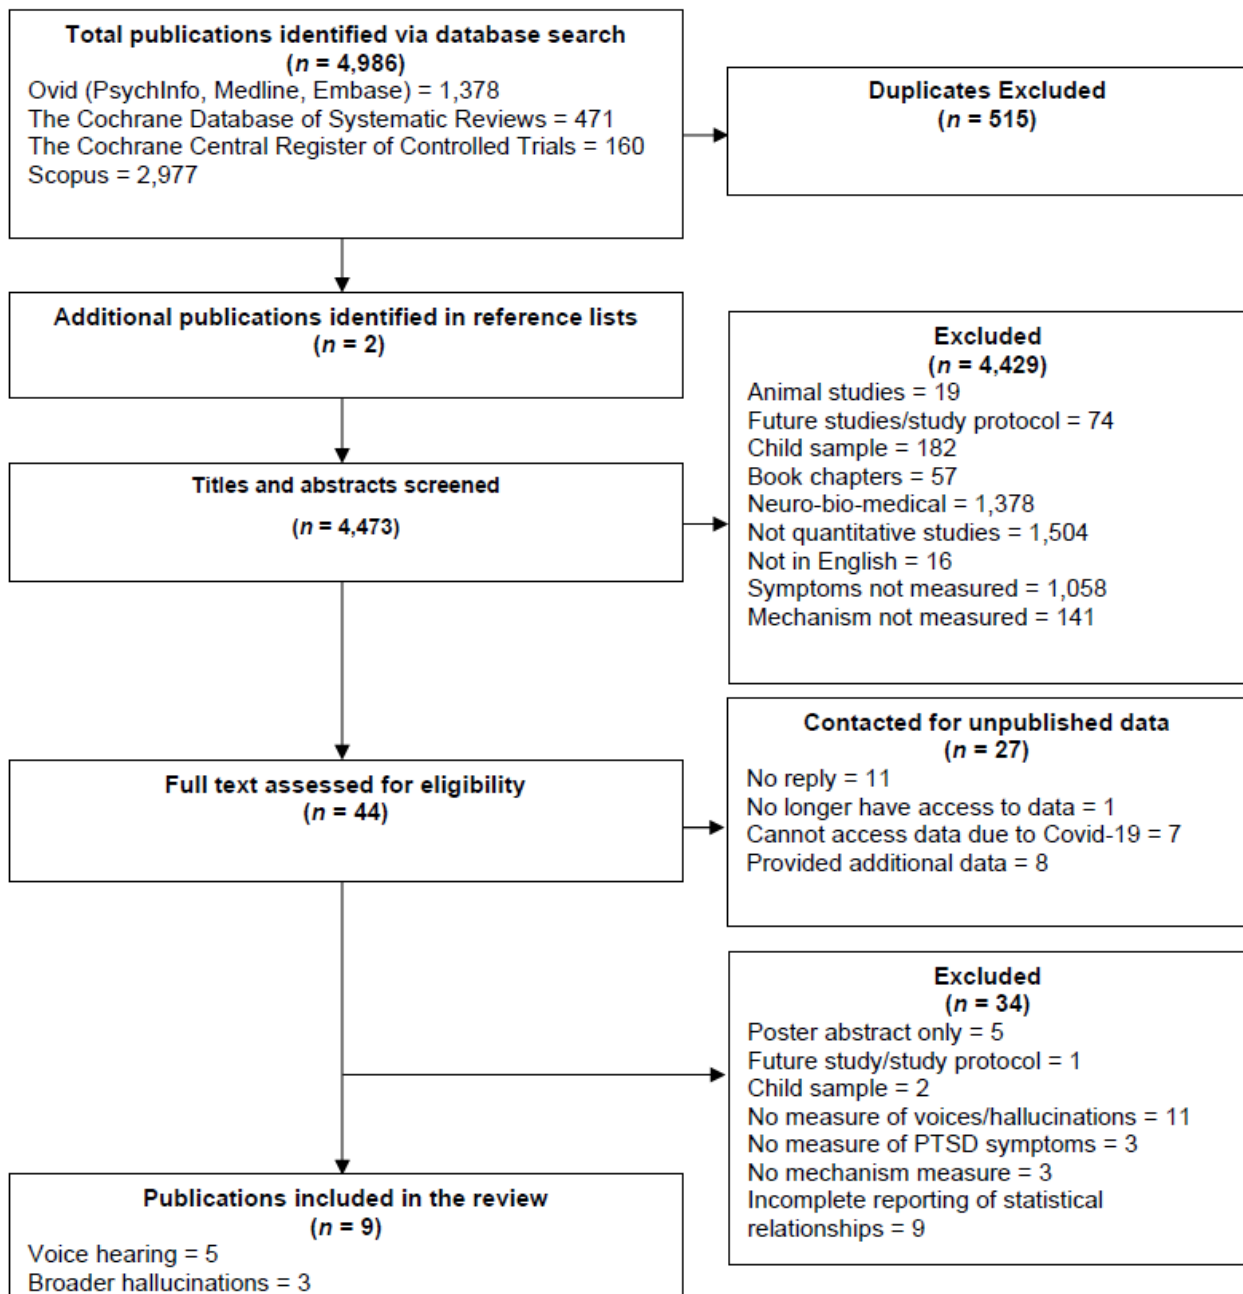 Total publications identified via database search
(n = 4,986)
Ovid (PsychInfo, Medline, Embase) = 1,378
The Cochrane Database of Systematic Reviews = 471
The Cochrane Central Register of Controlled Trials = 160
Scopus = 2,977
Duplicates Excluded
(n = 515)
Additional publications identified in reference lists
(n = 2)
Titles and abstracts screened
(n = 4,473)
Excluded
(n = 4,429)
Animal studies = 19
Future studies/study protocol = 74
Child sample = 182
Book chapters = 57
Neuro-bio-medical = 1,378
Not quantitative studies = 1,504
Not in English = 16
Symptoms not measured = 1,058
Mechanism not measured = 141
Full text assessed for eligibility
(n = 44)
Contacted for unpublished data
(n = 27)
No reply = 11
No longer have access to data = 1
Cannot access data due to Covid-19 = 7
Provided additional data = 8
Excluded
(n = 34)
Poster abstract only = 5
Future study/study protocol = 1
Child sample = 2
No measure of voices/hallucinations = 11
No measure of PTSD symptoms = 3
No mechanism measure = 3
Incomplete reporting of statistical
relationships = 9
Publications included in the review
(n = 9)
Voice hearing = 5
Broader hallucinations = 3